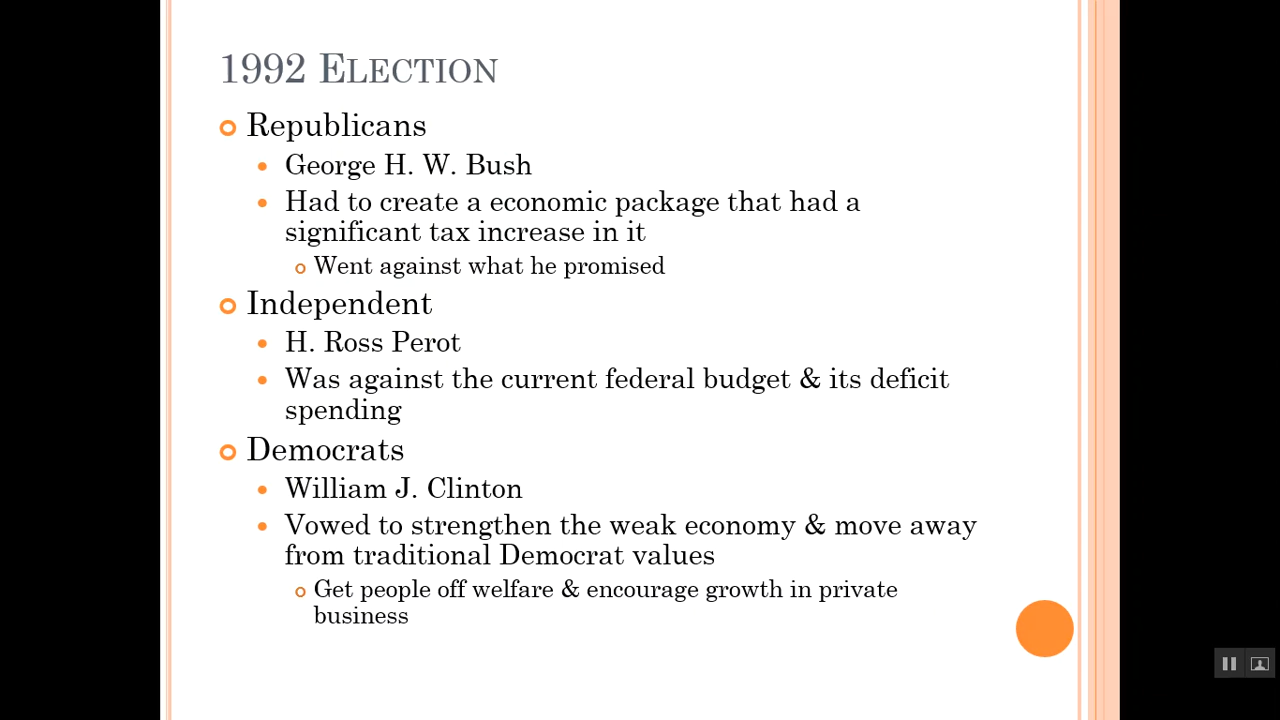 1992 ELECTION
Republicans
George H. W. Bush
Had to create a economic package that had a
significant tax increase in it
Went against what he promised
Independent
H. Ross Perot
Was against the current federal budget & its deficit
spending
Democrats
William J. Clinton
Vowed to strengthen the weak economy & move away
from traditional Democrat values
Get people off welfare & encourage growth in private
business